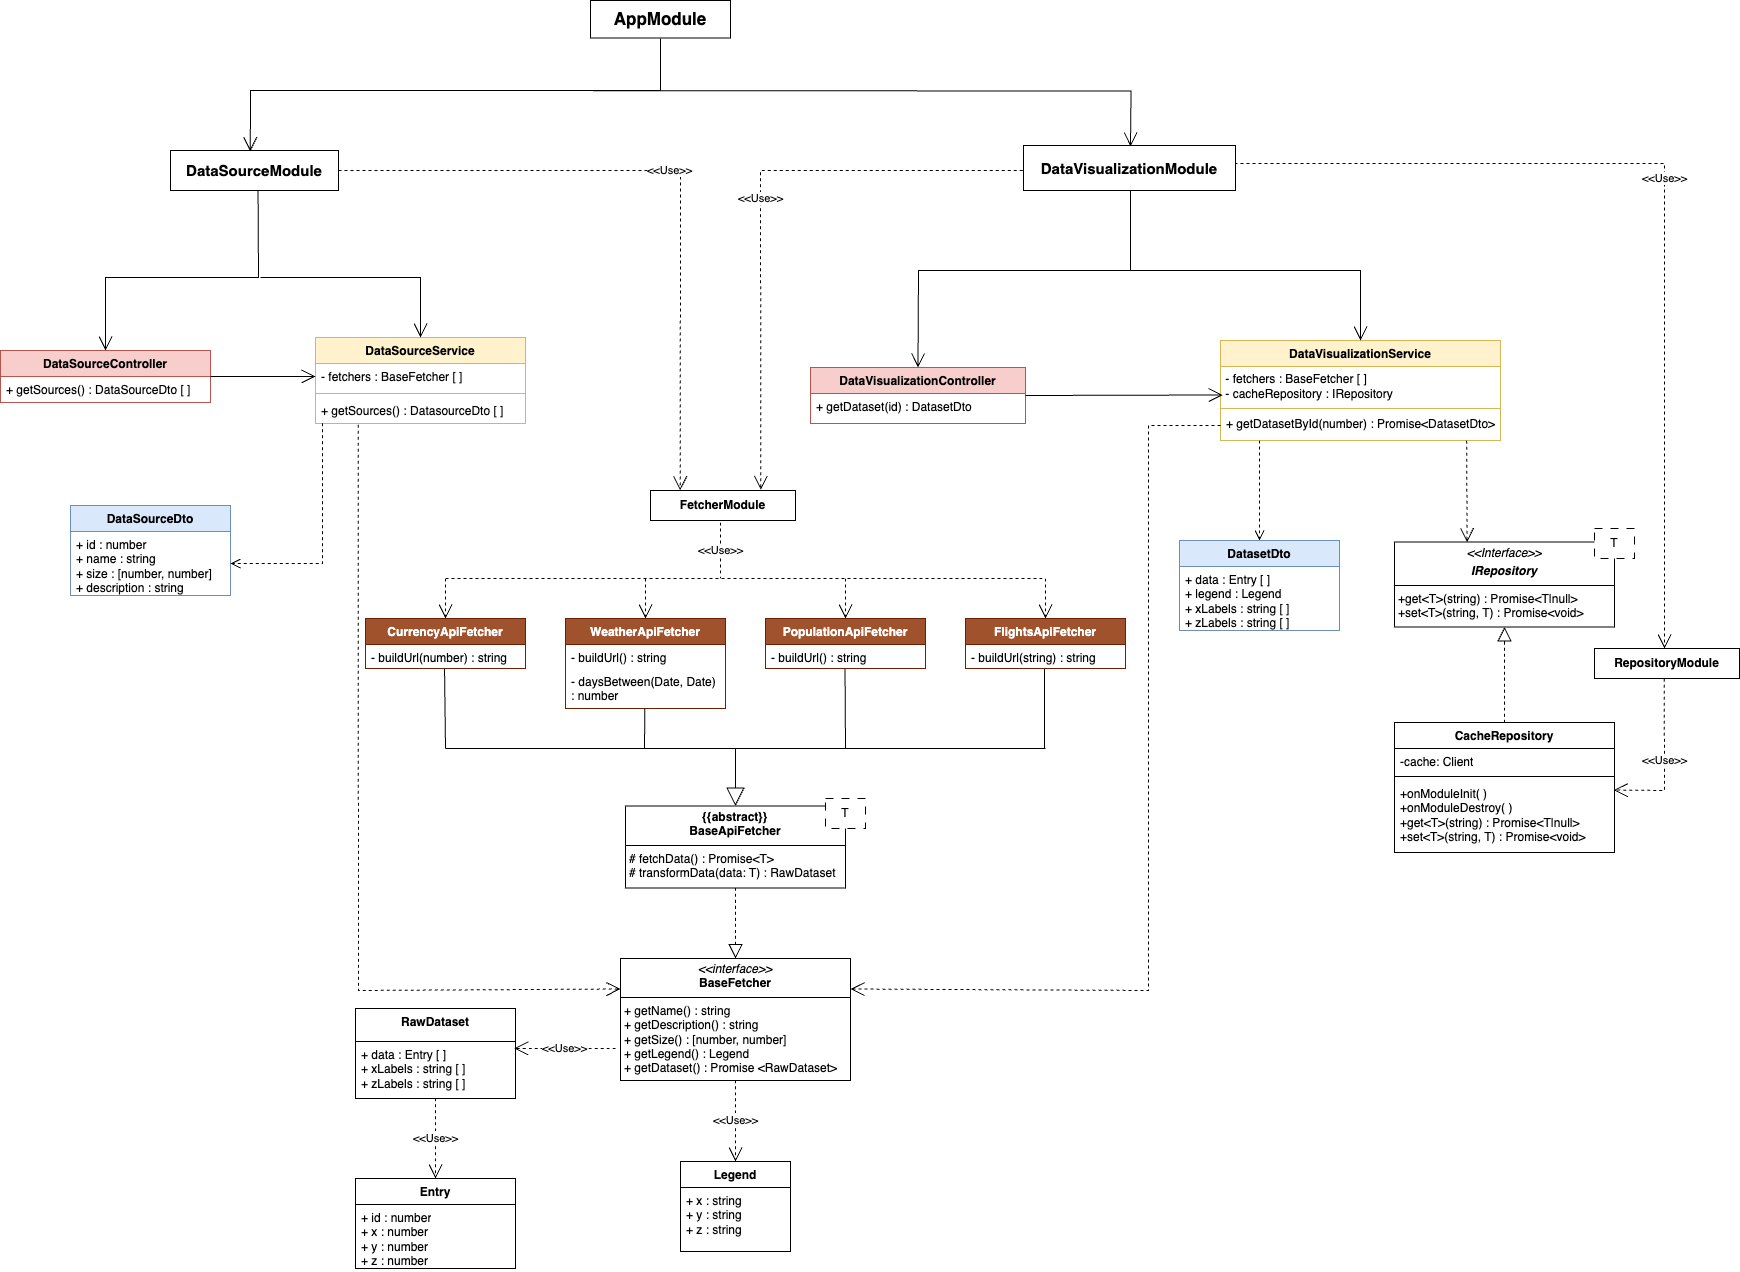 AppModule
DataSourceModule
<<Use>>
<<Use>>
DataVisualizationModule
<<Use>>
DataSourceController
+ getSources() : DataSourceDto [ ]
DataSourceService
- fetchers : BaseFetcher [ ]
+ getSources() : DatasourceDto [ ]
DataVisualizationController
+ getDataset(id) : DatasetDto
DataVisualizationService
- fetchers : BaseFetcher [ ]
- cacheRepository : IRepository
+ getDatasetById(number) : Promise<DatasetDto>
DataSourceDto
+ id : number
+ name : string
+ size : [number, number]
+ description : string
FetcherModule
<<Use>>
DatasetDto
+ data : Entry [ ]
+ legend : Legend
+ xLabels : string [ ]
+ zLabels : string [ ]
T
<<Interface>>
IRepository
+get<T>(string) : Promise<T|null>
+set<T>(string, T) : Promise<void>
CurrencyApiFetcher
- buildUrl(number) : string
WeatherApiFetcher
- buildUrl() : string
- daysBetween(Date, Date)
: number
PopulationApiFetcher
- buildUrl() : string
FlightsApiFetcher
- buildUrl(string) : string
RepositoryModule
<<Use>>
CacheRepository
-cache: Client
+onModuleInit( )
+onModuleDestroy( )
+get<T>(string) : Promise<T|null>
+set<T>(string, T) : Promise<void>
T
{{abstract}}
BaseApiFetcher
# fetchData() : Promise<T>
# transformData(data: T) : RawDataset
<<interface>>
BaseFetcher
+ getName() : string
+ getDescription() : string
+ getSize() : [number, number]
+ getLegend() : Legend
+ getDataset() : Promise <RawDataset>
<<Use>>
RawDataset
+ data : Entry [ ]
+ xLabels : string [ ]
+ zLabels : string [ ]
<<Use>>
<<Use>>
Entry
+ id : number
+ x : number
+ y : number
+ z : number
Legend
+ x : string
+ y : string
+ z : string